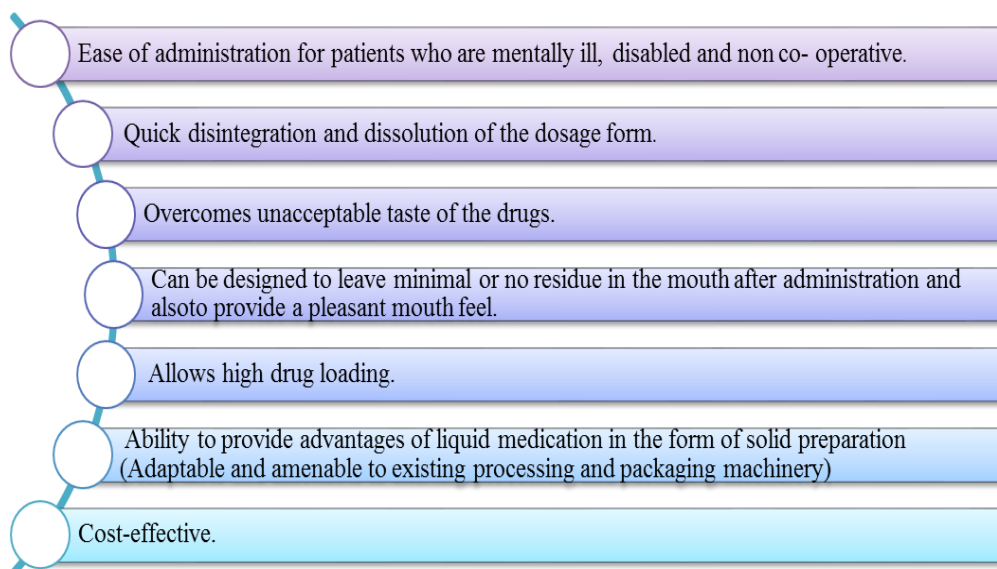 Ease of administration for patients who are mentally ill, disabled and non co- operative.
Quick disintegration and dissolution of the dosage form.
Overcomes unacceptable taste of the drugs.
Can be designed to leave minimal or no residue in the mouth after administration and
alsoto provide a pleasant mouth feel.
Allows high drug loading.
Ability to provide advantages of liquid medication in the form of solid preparation
(Adaptable and amenable to existing processing and packaging machinery)
Cost-effective.